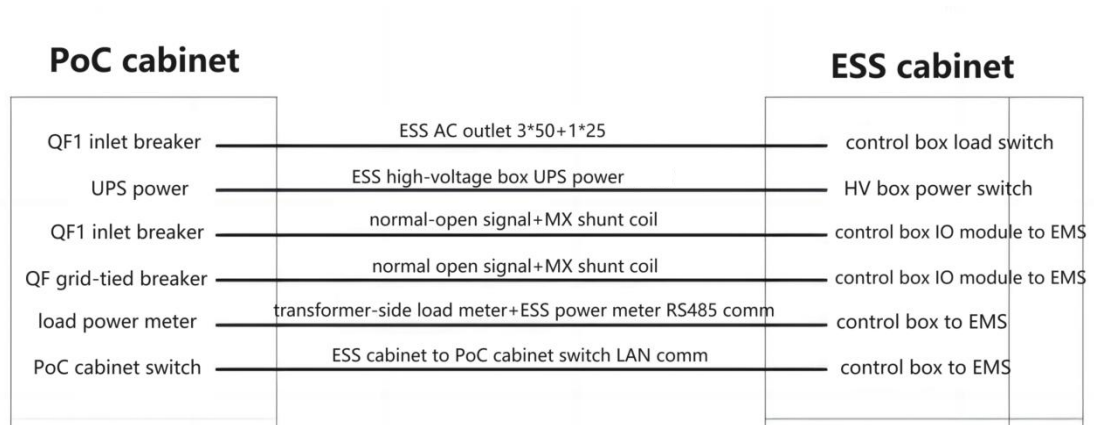 PoC cabinet
ESS cabinet
QF1 inlet breaker
ESS AC outlet 3*50+1*25
control box load switch
UPS power
ESS high-voltage box UPS power
HV box power switch
QF1 inlet breaker
normal-open signal+MX shunt coil
control box IO module to EMS
QF grid-tied breaker
normal open signal+MX shunt coil
control box IO module to EMS
load power meter
transformer-side load meter+ESS power meter RS485 comm
control box to EMS
PoC cabinet switch
ESS cabinet to PoC cabinet switch LAN comm
control box to EMS